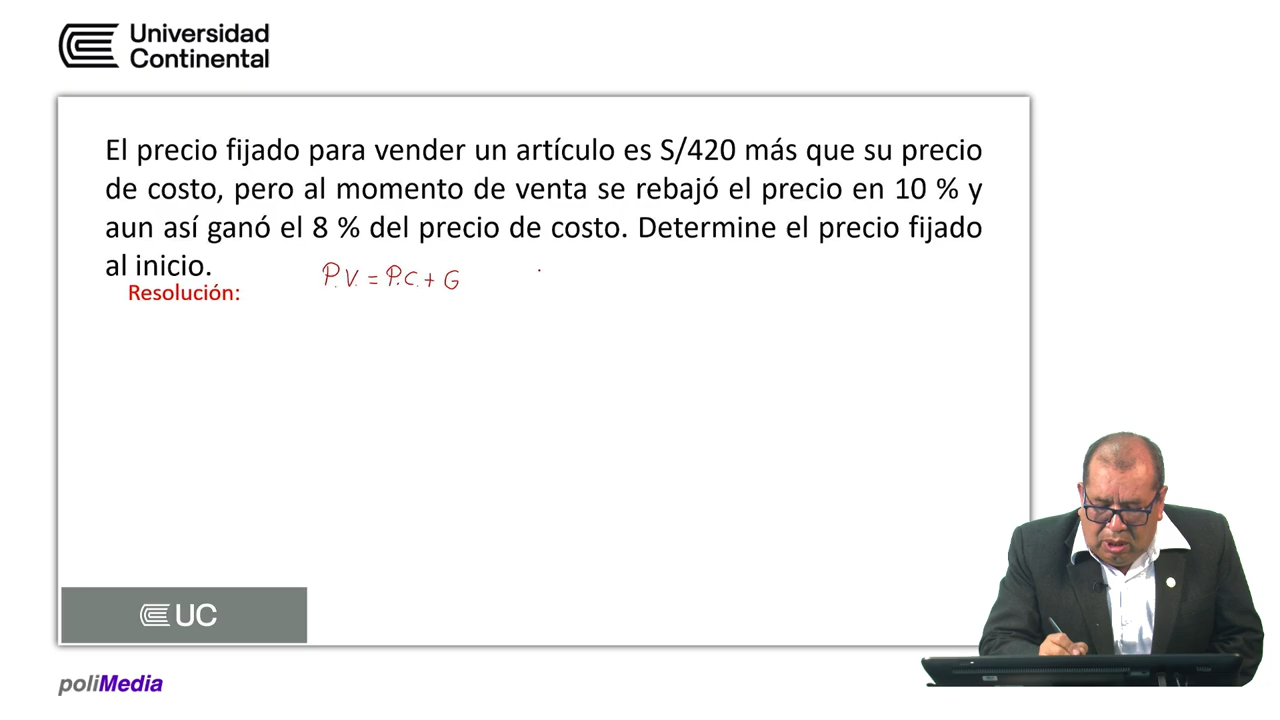 Universidad
Continental
El precio fijado para vender un artículo es S/420 más que su precio
de costo, pero al momento de venta se rebajó el precio en 10 % y
aun así ganó el 8 % del precio de costo. Determine el precio fijado
al inicio.
P.V. = P.C. + G
Resolución:
UC
poliMedia